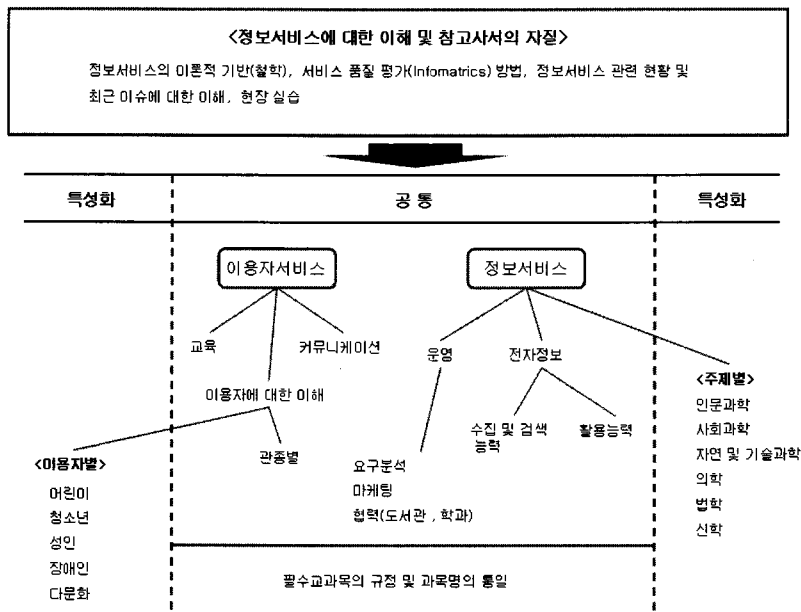 <정보서비스에 대한 이해 및 참고사서의 자질>
정보서비스의 이론적 기반(철학), 서비스 품질 평가(Infomatrics) 방법, 정보서비스 관련 현황 및
최근 이슈에 대한 이해, 현장 실습
특성화
공통
특성화
이용자서비스
정보서비스
교육
커뮤니케이션
운영
전자정보
이용자에 대한 이해
<주제별>
인문과학
사회과학
자연 및 기술과학
의학
법학
신학
수집 및 검색
능력
활용능력
관종별
요구분석
마케팅
협력(도서관 , 학과)
<이용자별>
어린이
청소년
성인
장애인
다문화
필수교과목의 규정 및 과목명의 통일